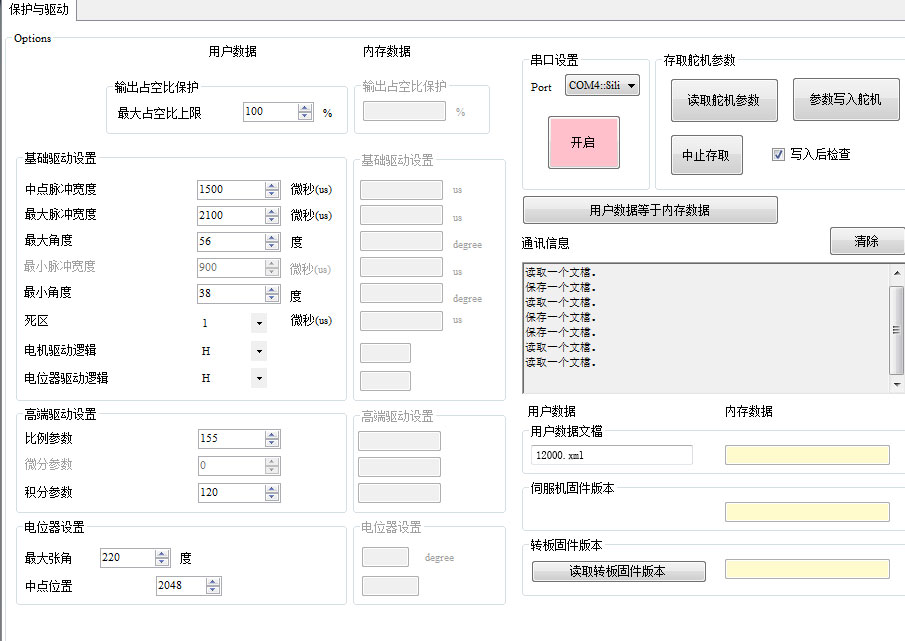 保护与驱动
Options
用户数据
内存数据
输出占空比保护
最大占空比上限
100
%
输出占空比保护
%
基础驱动设置
中点脉冲宽度
1500
微秒(us)
最大脉冲宽度
2100
微秒(us)
最大角度
56
度
最小脉冲宽度
900
微秒(us)
最小角度
38
度
死区
1
微秒(us)
电机驱动逻辑
H
电位器驱动逻辑
H
基础驱动设置
us
us
degree
us
degree
us
高端驱动设置
比例参数
155
微分参数
0
积分参数
120
高端驱动设置
电位器设置
最大张角
220
度
中点位置
2048
电位器设置
degree
串口设置
Port
COM4::Sili
开启
存取舵机参数
读取舵机参数
参数写入舵机
中止存取
写入后检查
用户数据等于内存数据
通讯信息
清除
读取一个文檔.
保存一个文檔.
读取一个文檔.
保存一个文檔.
保存一个文檔.
读取一个文檔.
读取一个文檔.
用户数据
内存数据
用户数据文檔
12000.xml
伺服机固件版本
转板固件版本
读取转板固件版本